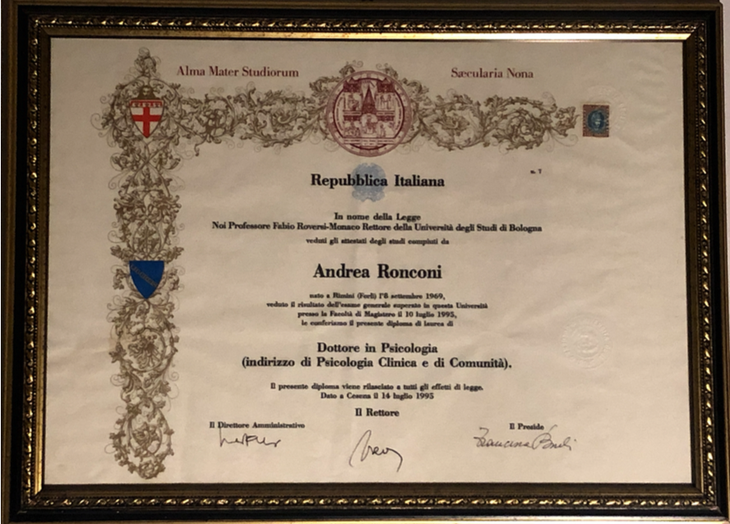 Alma Mater Studiorum
Sæcularia Nona
n. 7
Repubblica Italiana
In nome della Legge
Noi Professore Fabio Roversi-Monaco Rettore della Università degli Studi di Bologna
veduti gli attestati degli studi compiuti da
Andrea Ronconi
nato a Rimini (Forlì) l'8 settembre 1969,
veduto il risultato dell'esame generale superato in questa Università
presso la Facoltà di Magistero il 10 luglio 1995,
le conferiamo il presente diploma di laurea di
Dottore in Psicologia
(indirizzo di Psicologia Clinica e di Comunità).
Il presente diploma viene rilasciato a tutti gli effetti di legge.
Dato a Cesena il 14 luglio 1995
Il Rettore
Il Direttore Amministrativo
Il Preside